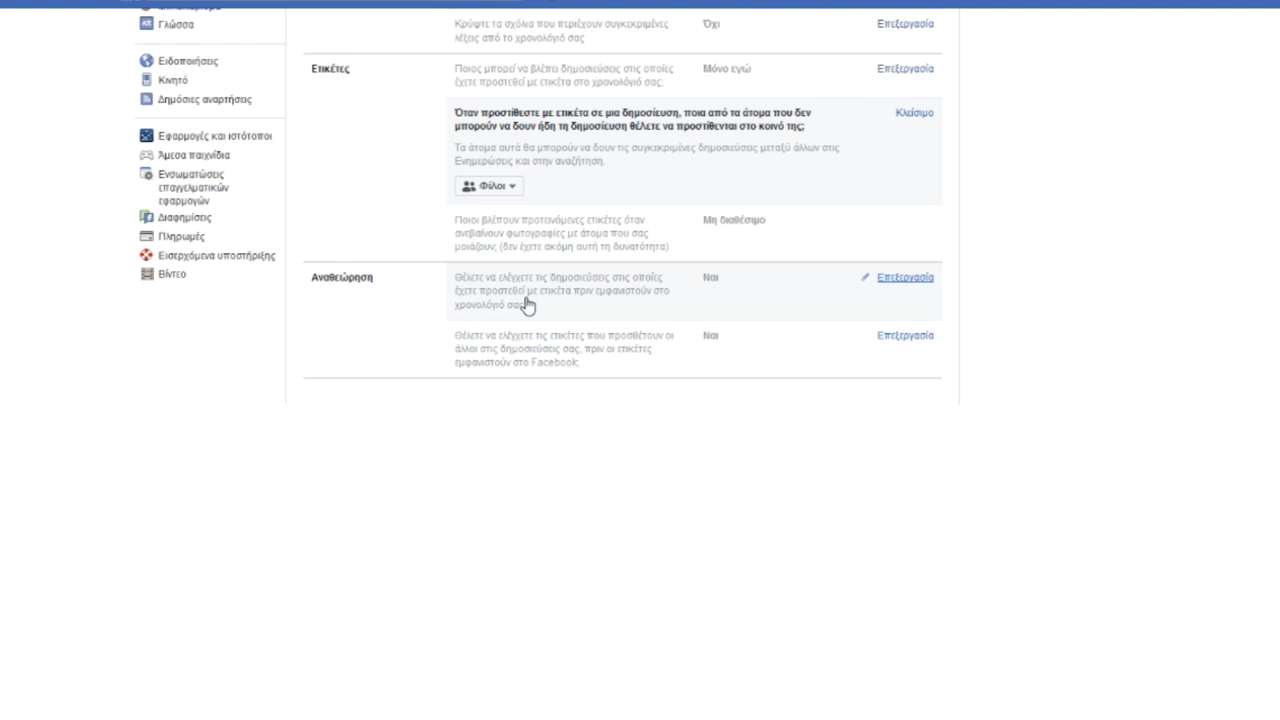 Γλώσσα
Ειδοποιήσεις
Κινητό
Δημόσιες αναρτήσεις
Εφαρμογές και ιστότοποι
Άμεσα παιχνίδια
Ενσωματώσεις
επαγγελματικών
εφαρμογών
Διαφημίσεις
Πληρωμές
Εισερχόμενα υποστήριξης
Βίντεο
Κρύψτε τα σχόλια που περιέχουν συγκεκριμένες
λέξεις από το χρονολόγιό σας
Όχι
Επεξεργασία
Ετικέτες
Ποιος μπορεί να βλέπει δημοσιεύσεις στις οποίες
έχετε προστεθεί με ετικέτα στο χρονολόγιό σας;
Μόνο εγώ
Επεξεργασία
Όταν προστίθεστε με ετικέτα σε μια δημοσίευση, ποια από τα άτομα που δεν
μπορούν να δουν ήδη τη δημοσίευση θέλετε να προστίθενται στο κοινό της;
Κλείσιμο
Τα άτομα αυτά θα μπορούν να δουν τις συγκεκριμένες δημοσιεύσεις μεταξύ άλλων στις
Ενημερώσεις και στην αναζήτηση.
Φίλοι
Ποιοι βλέπουν προτεινόμενες ετικέτες όταν
ανεβαίνουν φωτογραφίες με άτομα που σας
μοιάζουν; (δεν έχετε ακόμη αυτή τη δυνατότητα)
Μη διαθέσιμο
Αναθεώρηση
Θέλετε να ελέγχετε τις δημοσιεύσεις στις οποίες
έχετε προστεθεί με ετικέτα πριν εμφανιστούν στο
χρονολόγιό σας
Ναι
Επεξεργασία
Θέλετε να ελέγχετε τις ετικέτες που προσθέτουν οι
άλλοι στις δημοσιεύσεις σας, πριν οι ετικέτες
εμφανιστούν στο Facebook;
Ναι
Επεξεργασία